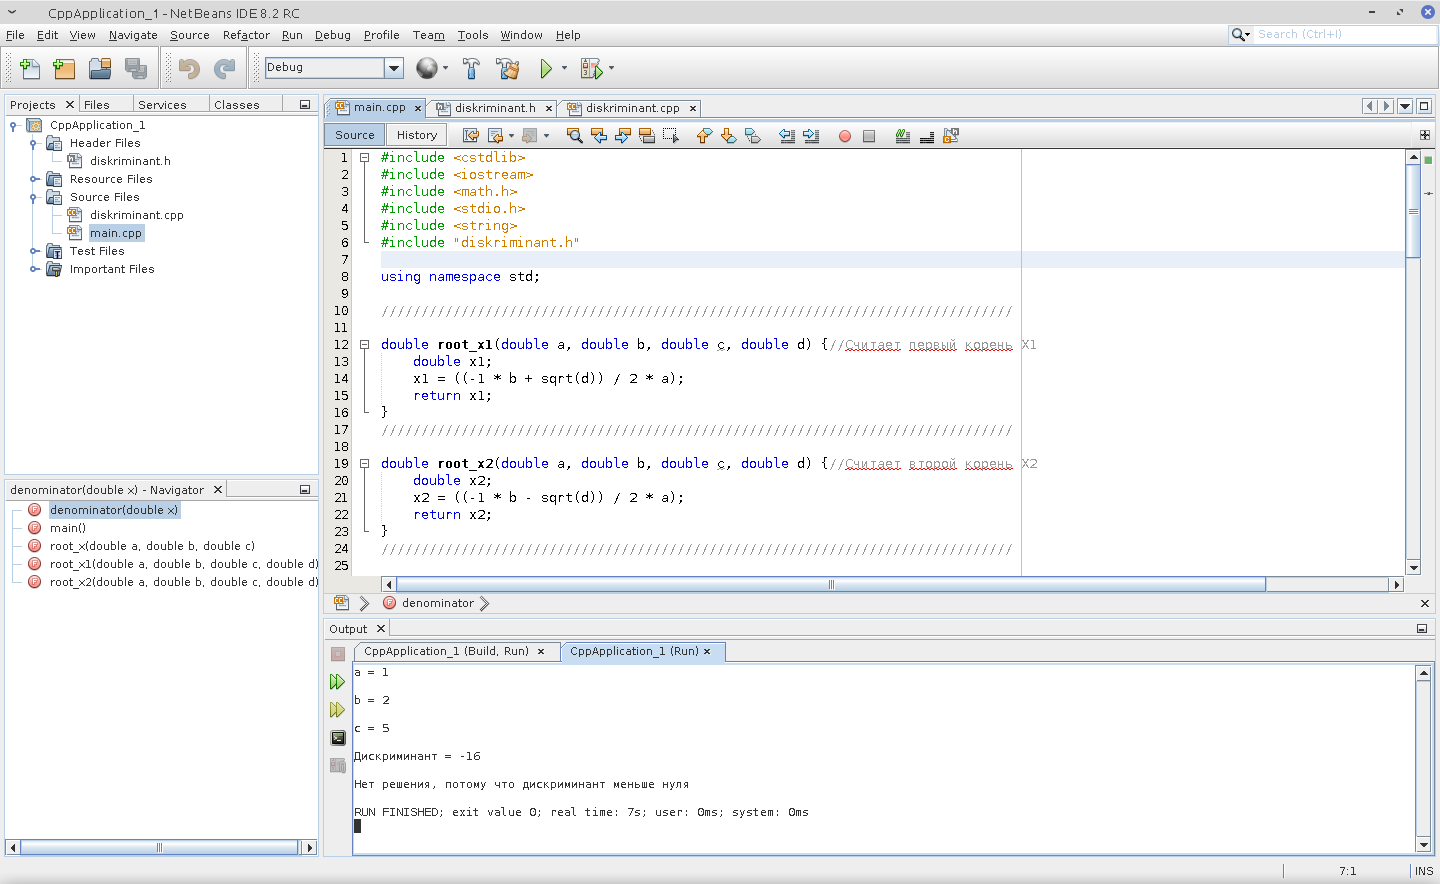 CppApplication_1 - NetBeans IDE 8.2 RC
File Edit View Navigate Source Refactor Run Debug Profile Team Tools Window Help
Search (Ctrl+I)
Debug
Projects Files Services Classes
CppApplication_1
Header Files
diskriminant.h
Resource Files
Source Files
diskriminant.cpp
main.cpp
Test Files
Important Files
denominator(double x) - Navigator
denominator(double x)
main()
root_x(double a, double b, double c)
root_x1(double a, double b, double c, double d)
root_x2(double a, double b, double c, double d)
main.cpp diskriminant.h diskriminant.cpp
Source History
1 #include <cstdlib>
2 #include <iostream>
3 #include <math.h>
4 #include <stdio.h>
5 #include <string>
6 #include "diskriminant.h"
7
8 using namespace std;
9
10 ///////////////////////////////////////////////////////////////////////////////
11
12 double root_x1(double a, double b, double c, double d) {//Считает первый корень X1
13 double x1;
14 x1 = ((-1 * b + sqrt(d)) / 2 * a);
15 return x1;
16 }
17 ///////////////////////////////////////////////////////////////////////////////
18
19 double root_x2(double a, double b, double c, double d) {//Считает второй корень X2
20 double x2;
21 x2 = ((-1 * b - sqrt(d)) / 2 * a);
22 return x2;
23 }
24 ///////////////////////////////////////////////////////////////////////////////
25
denominator
Output
CppApplication_1 (Build, Run) CppApplication_1 (Run)
a = 1
b = 2
c = 5
Дискриминант = -16
Нет решения, потому что дискриминант меньше нуля
RUN FINISHED; exit value 0; real time: 7s; user: 0ms; system: 0ms
7:1 INS